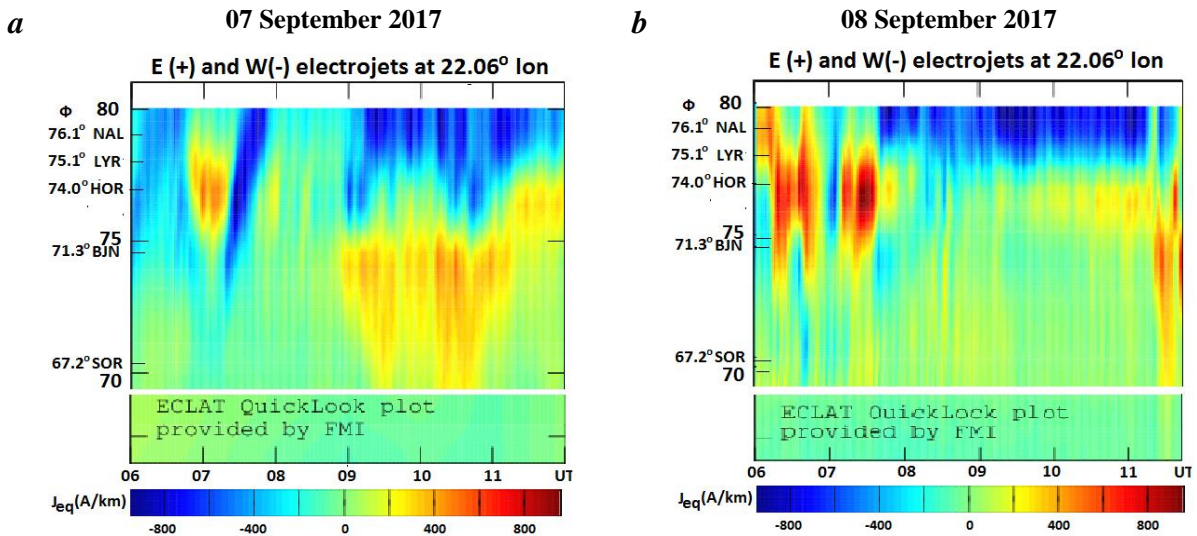 a
07 September 2017
E (+) and W(-) electrojets at 22.06° lon
Φ 80
76.1° NAL
75.1° LYR
74.0° HOR
75
71.3° BJN
67.2° SOR
70
ECLAT QuickLook plot
provided by FMI
06 07 08 09 10 11 UT
Jeq(A/km)
-800 -400 0 400 800
b
08 September 2017
E (+) and W(-) electrojets at 22.06° lon
Φ 80
76.1° NAL
75.1° LYR
74.0° HOR
75
71.3° BJN
67.2° SOR
70
ECLAT QuickLook plot
provided by FMI
06 07 08 09 10 11 UT
Jeq(A/km)
-800 -400 0 400 800